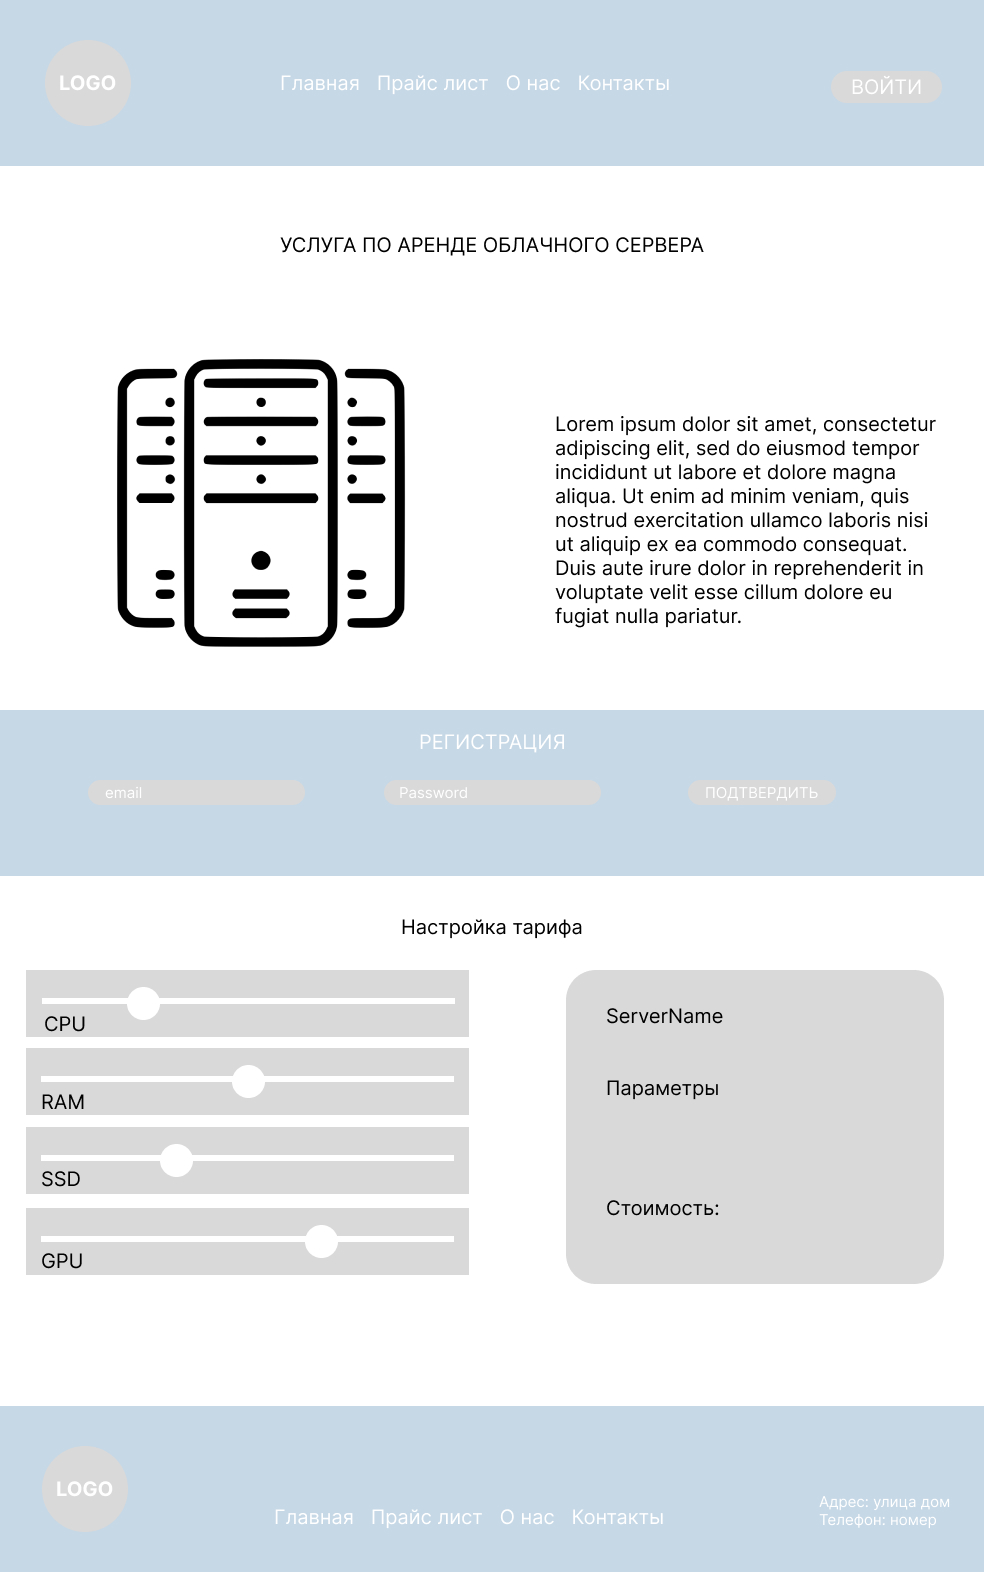 LOGO
Главная Прайс лист О нас Контакты
ВОЙТИ
УСЛУГА ПО АРЕНДЕ ОБЛАЧНОГО СЕРВЕРА
Lorem ipsum dolor sit amet, consectetur
adipiscing elit, sed do eiusmod tempor
incididunt ut labore et dolore magna
aliqua. Ut enim ad minim veniam, quis
nostrud exercitation ullamco laboris nisi
ut aliquip ex ea commodo consequat.
Duis aute irure dolor in reprehenderit in
voluptate velit esse cillum dolore eu
fugiat nulla pariatur.
РЕГИСТРАЦИЯ
email
Password
ПОДТВЕРДИТЬ
Настройка тарифа
CPU
RAM
SSD
GPU
ServerName
Параметры
Стоимость:
LOGO
Главная Прайс лист О нас Контакты
Адрес: улица дом
Телефон: номер